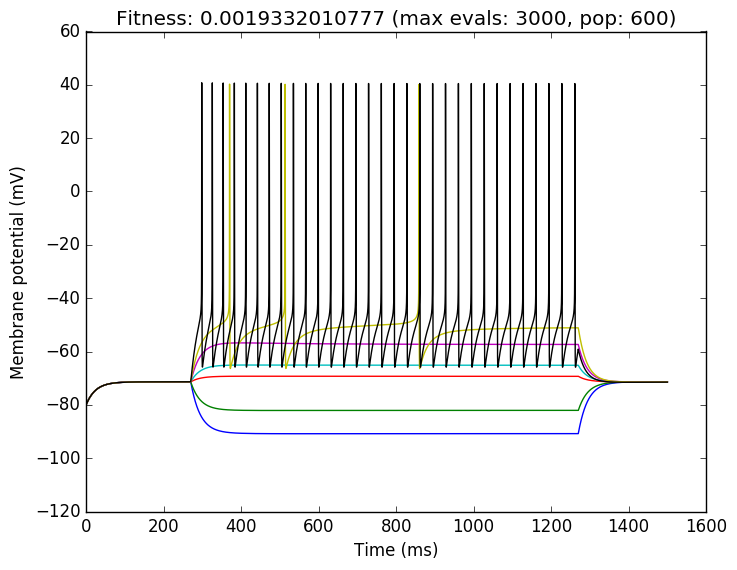 Fitness: 0.0019332010777 (max evals: 3000, pop: 600)
60
40
20
0
−20
−40
−60
−80
−100
−120
Membrane potential (mV)
0 200 400 600 800 1000 1200 1400 1600
Time (ms)